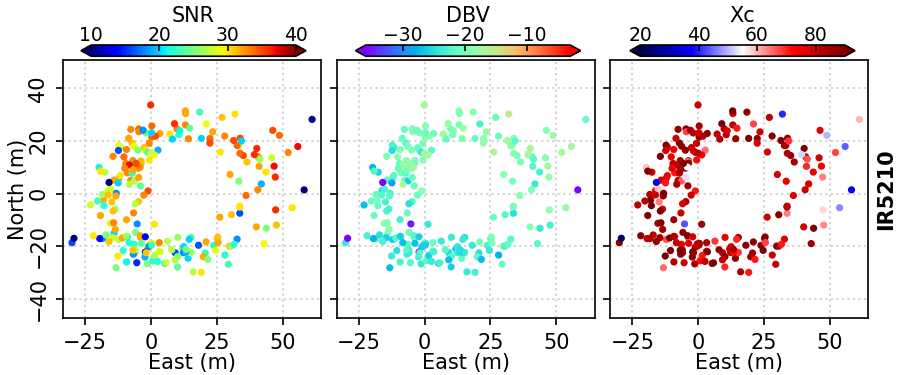 SNR DBV Xc
10 20 30 40 −30 −20 −10 20 40 60 80
40
20
0
−20
−40
North (m)
IR5210
−25 0 25 50 −25 0 25 50 −25 0 25 50
East (m) East (m) East (m)